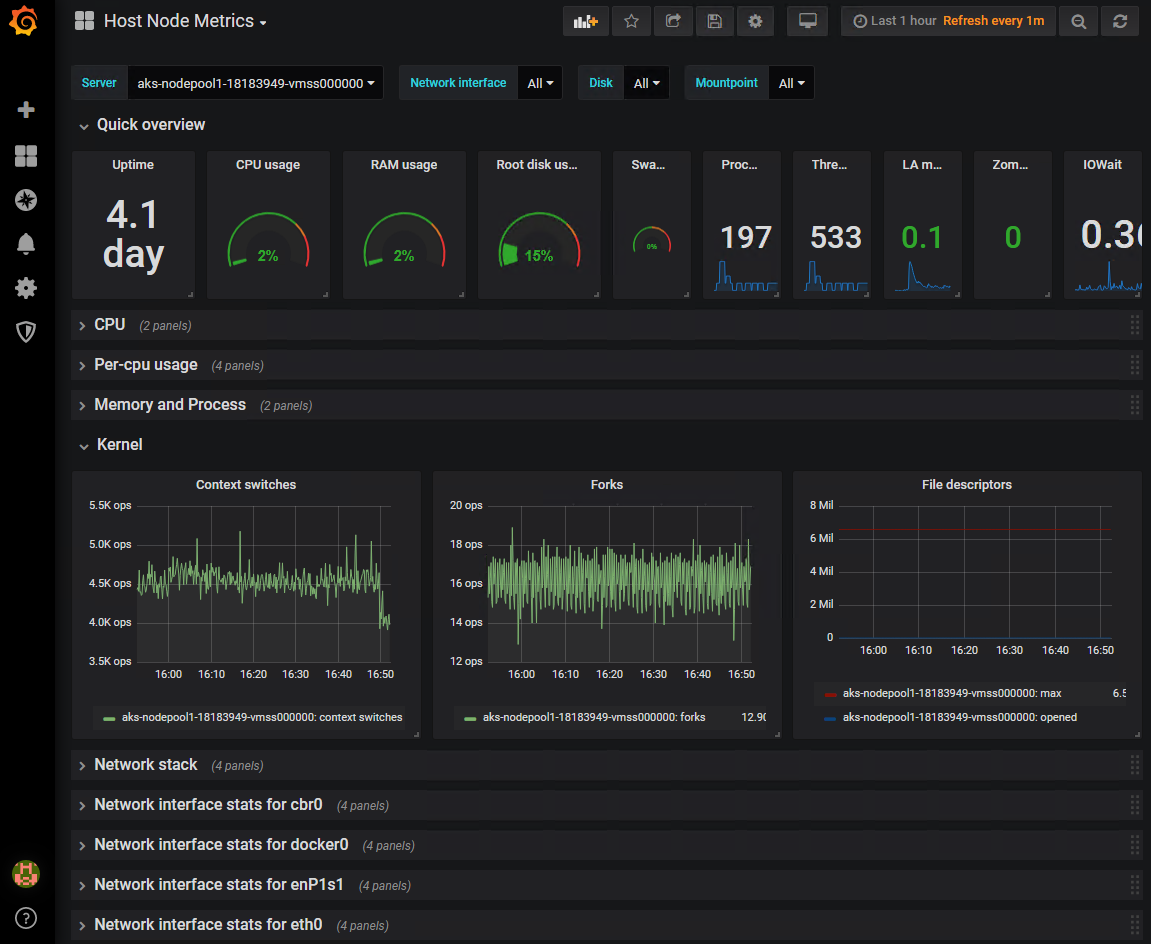 Host Node Metrics
Last 1 hour Refresh every 1m
Server aks-nodepool1-18183949-vmss000000 Network interface All Disk All Mountpoint All
Quick overview
Uptime CPU usage RAM usage Root disk us... Swa... Proc... Thre... LA m... Zom... IOWait
4.1
day
2% 2% 15% 0% 197 533 0.1 0
CPU (2 panels)
Per-cpu usage (4 panels)
Memory and Process (2 panels)
Kernel
Context switches
5.5K ops
5.0K ops
4.5K ops
4.0K ops
3.5K ops
16:00 16:10 16:20 16:30 16:40 16:50
aks-nodepool1-18183949-vmss000000: context switches
Forks
20 ops
18 ops
16 ops
14 ops
12 ops
16:00 16:10 16:20 16:30 16:40 16:50
aks-nodepool1-18183949-vmss000000: forks 12.90
File descriptors
8 Mil
6 Mil
4 Mil
2 Mil
0
16:00 16:10 16:20 16:30 16:40 16:50
aks-nodepool1-18183949-vmss000000: max 6.5
aks-nodepool1-18183949-vmss000000: opened
Network stack (4 panels)
Network interface stats for cbr0 (4 panels)
Network interface stats for docker0 (4 panels)
Network interface stats for enP1s1 (4 panels)
Network interface stats for eth0 (4 panels)